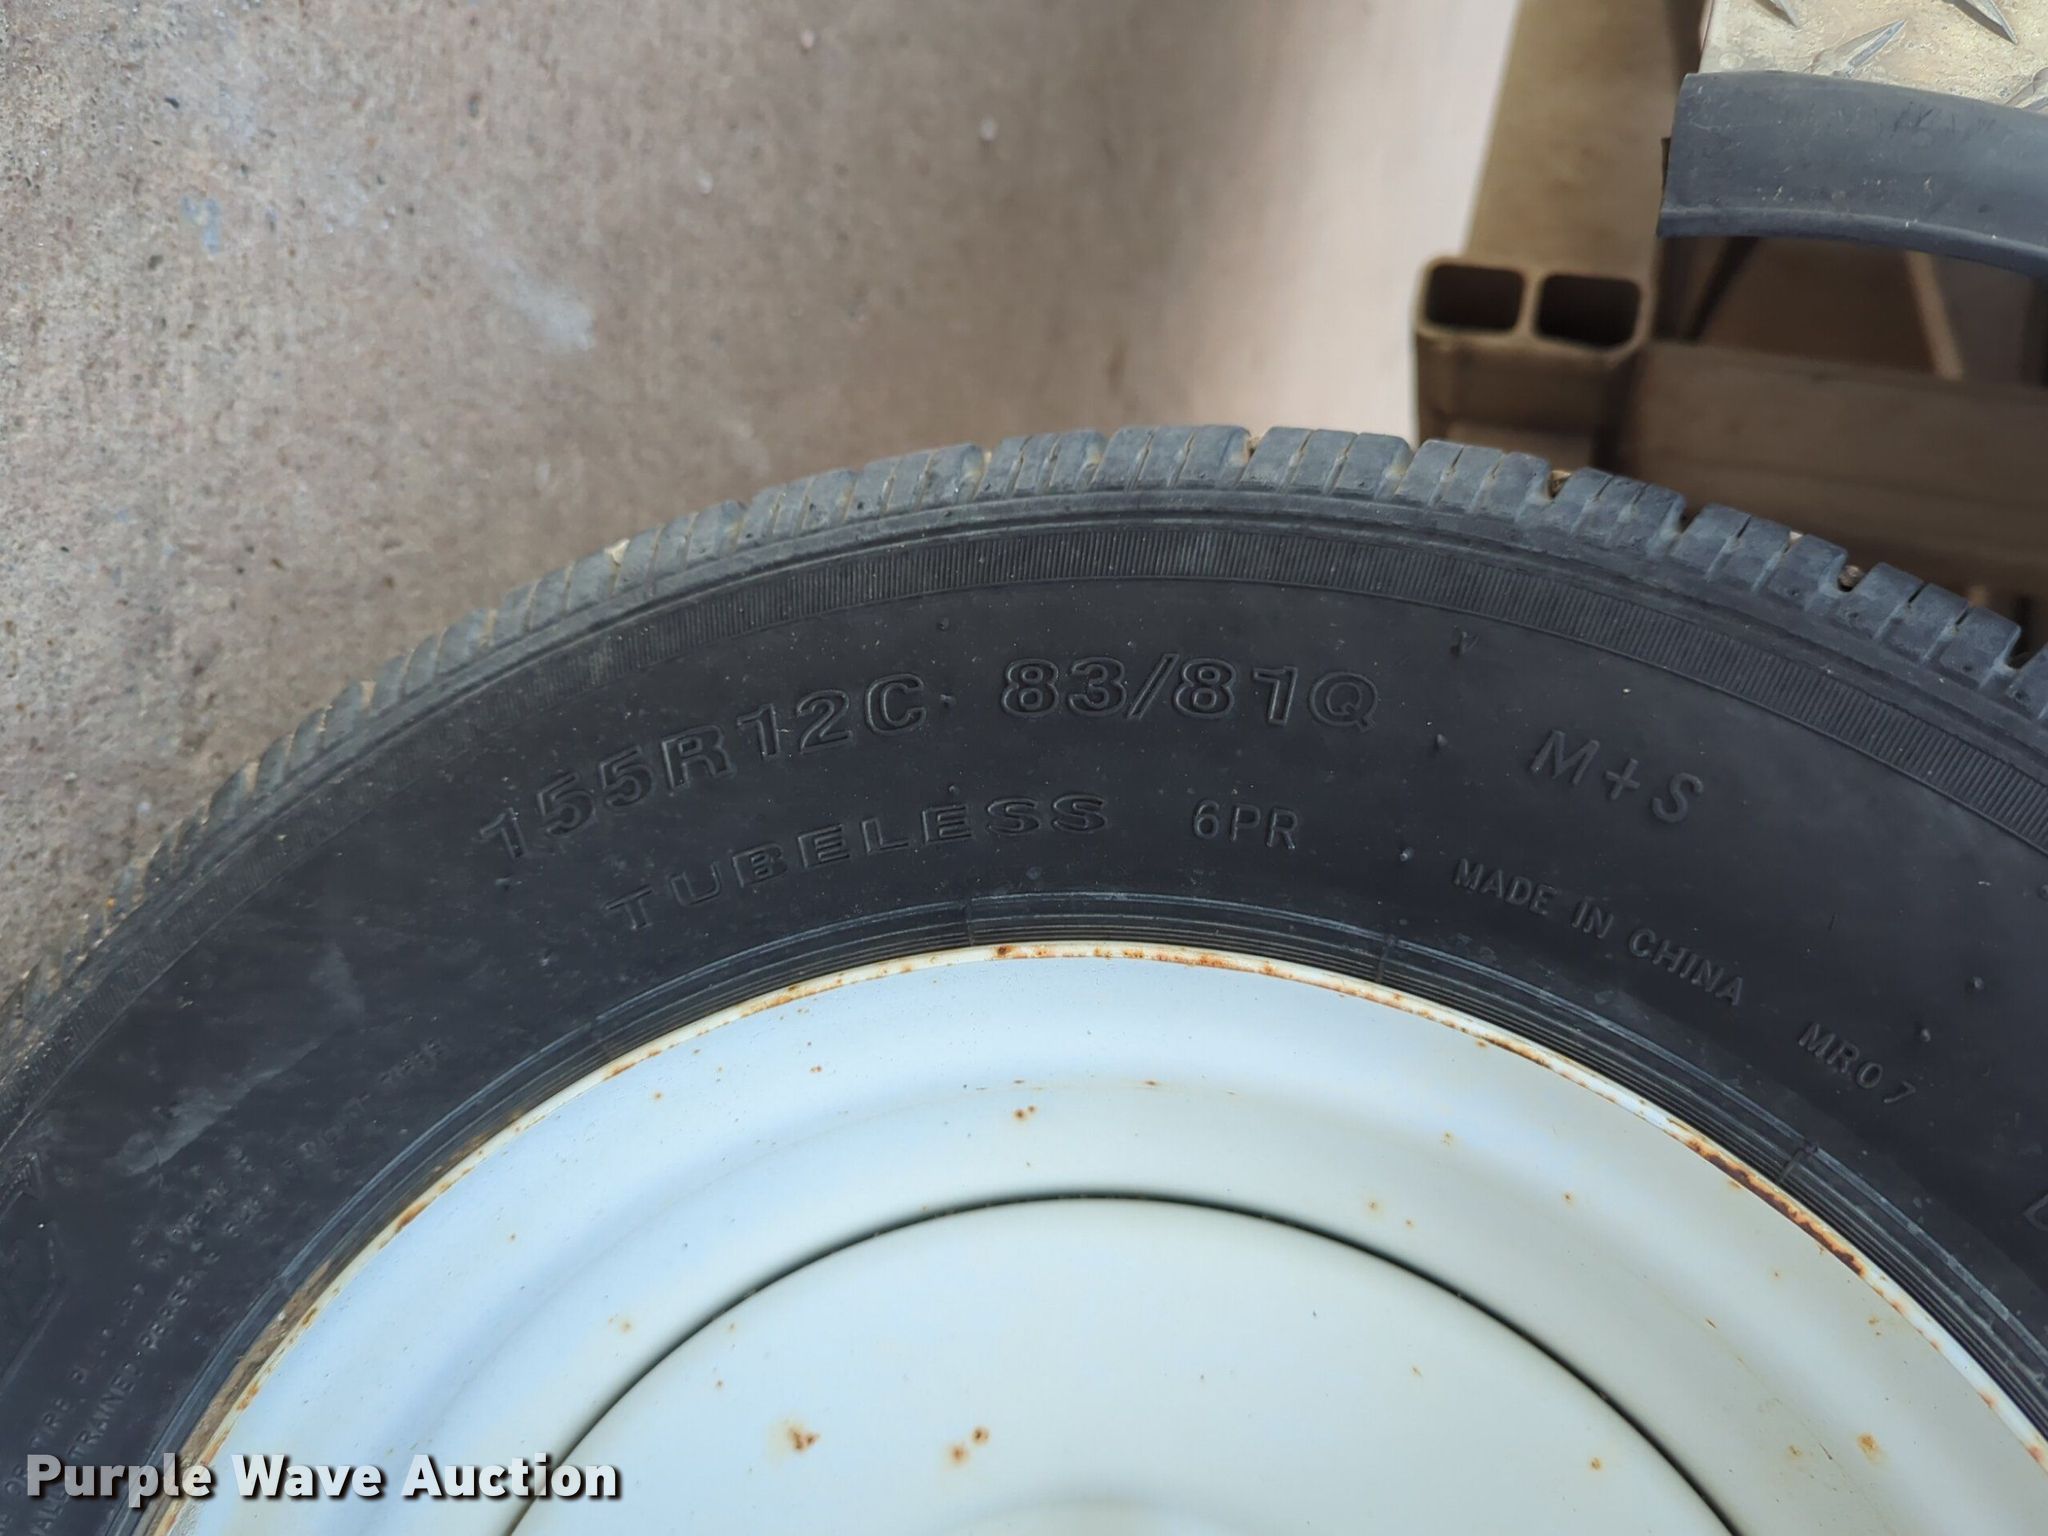 155R12C 83/81Q
M+S
TUBELESS 6PR
MADE IN CHINA
MR07
Purple Wave Auction